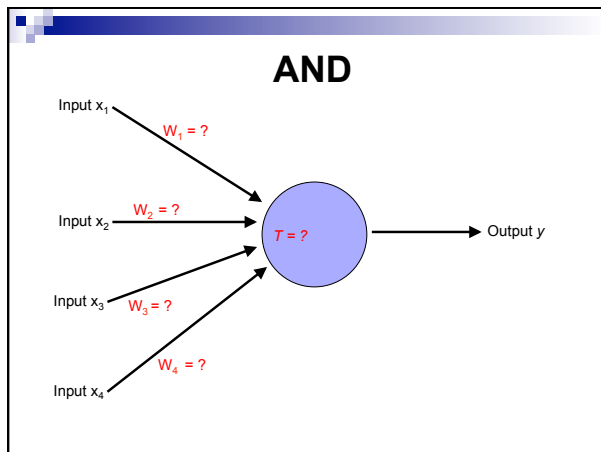 AND
Input x₁
W₁ = ?
Input x₂
W₂ = ?
T = ?
Output y
Input x₃
W₃ = ?
W₄ = ?
Input x₄